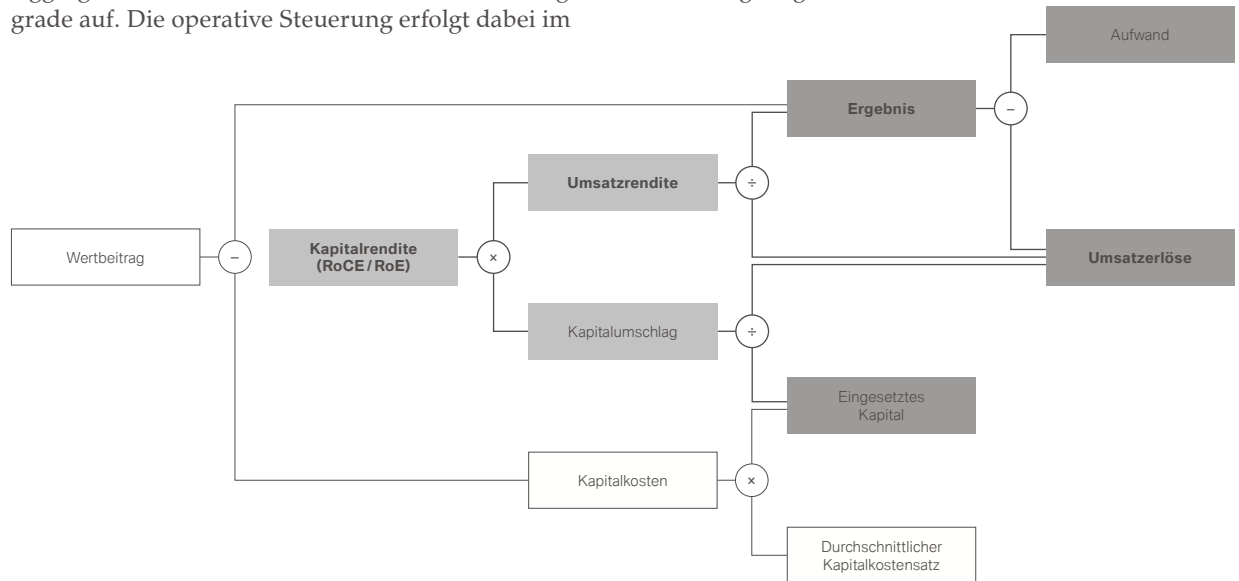 grade auf. Die operative Steuerung erfolgt dabei im
Aufwand
Ergebnis
–
Umsatzrendite
÷
Wertbeitrag
–
Kapitalrendite
(RoCE / RoE)
×
Umsatzerlöse
Kapitalumschlag
÷
Eingesetztes
Kapital
Kapitalkosten
×
Durchschnittlicher
Kapitalkostensatz